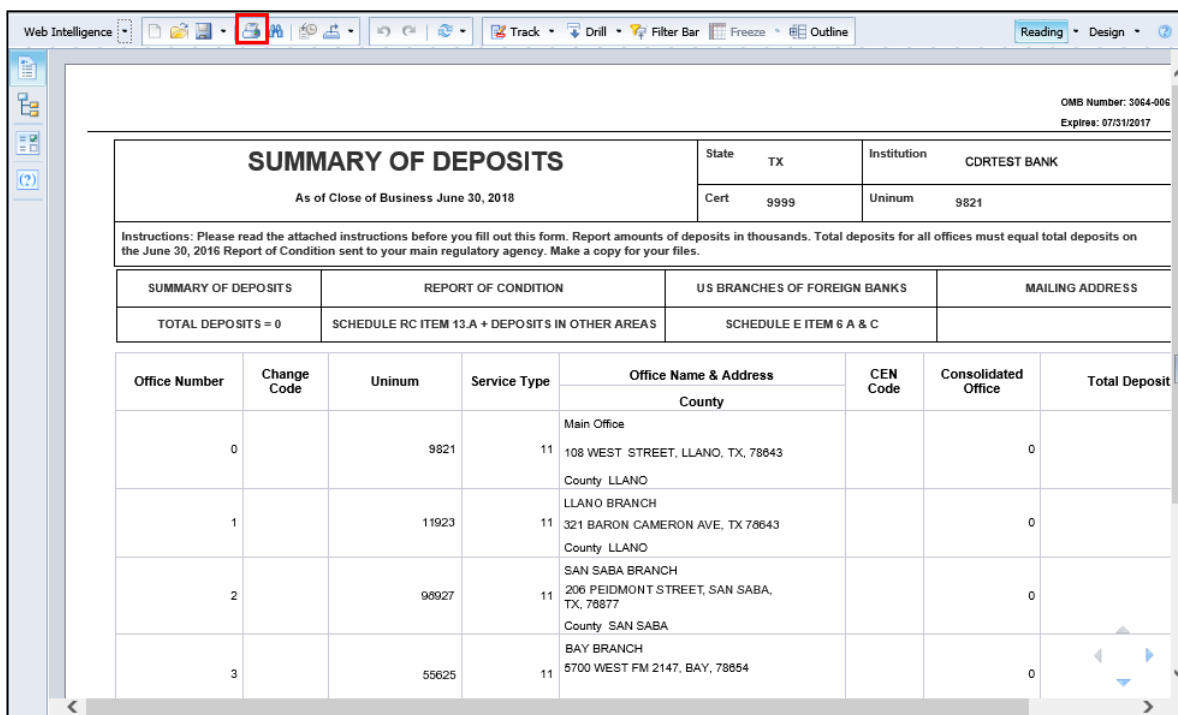 Web Intelligence Track Drill Filter Bar Freeze Outline Reading Design
OMB Number: 3064-006
Expires: 07/31/2017
SUMMARY OF DEPOSITS
As of Close of Business June 30, 2018
State TX Institution CDRTEST BANK
Cert 9999 Uninum 9821
Instructions: Please read the attached instructions before you fill out this form. Report amounts of deposits in thousands. Total deposits for all offices must equal total deposits on
the June 30, 2016 Report of Condition sent to your main regulatory agency. Make a copy for your files.
SUMMARY OF DEPOSITS REPORT OF CONDITION US BRANCHES OF FOREIGN BANKS MAILING ADDRESS
TOTAL DEPOSITS = 0 SCHEDULE RC ITEM 13.A + DEPOSITS IN OTHER AREAS SCHEDULE E ITEM 6 A & C
Office Number Change Code Uninum Service Type Office Name & Address CEN Code Consolidated Office Total Deposit
County
Main Office
0 9821 11 108 WEST STREET, LLANO, TX, 78643 0
County LLANO
LLANO BRANCH
1 11923 11 321 BARON CAMERON AVE, TX 78643 0
County LLANO
SAN SABA BRANCH
2 98927 11 206 PEIDMONT STREET, SAN SABA, 0
TX, 76877
County SAN SABA
BAY BRANCH
3 55625 11 5700 WEST FM 2147, BAY, 78654 0